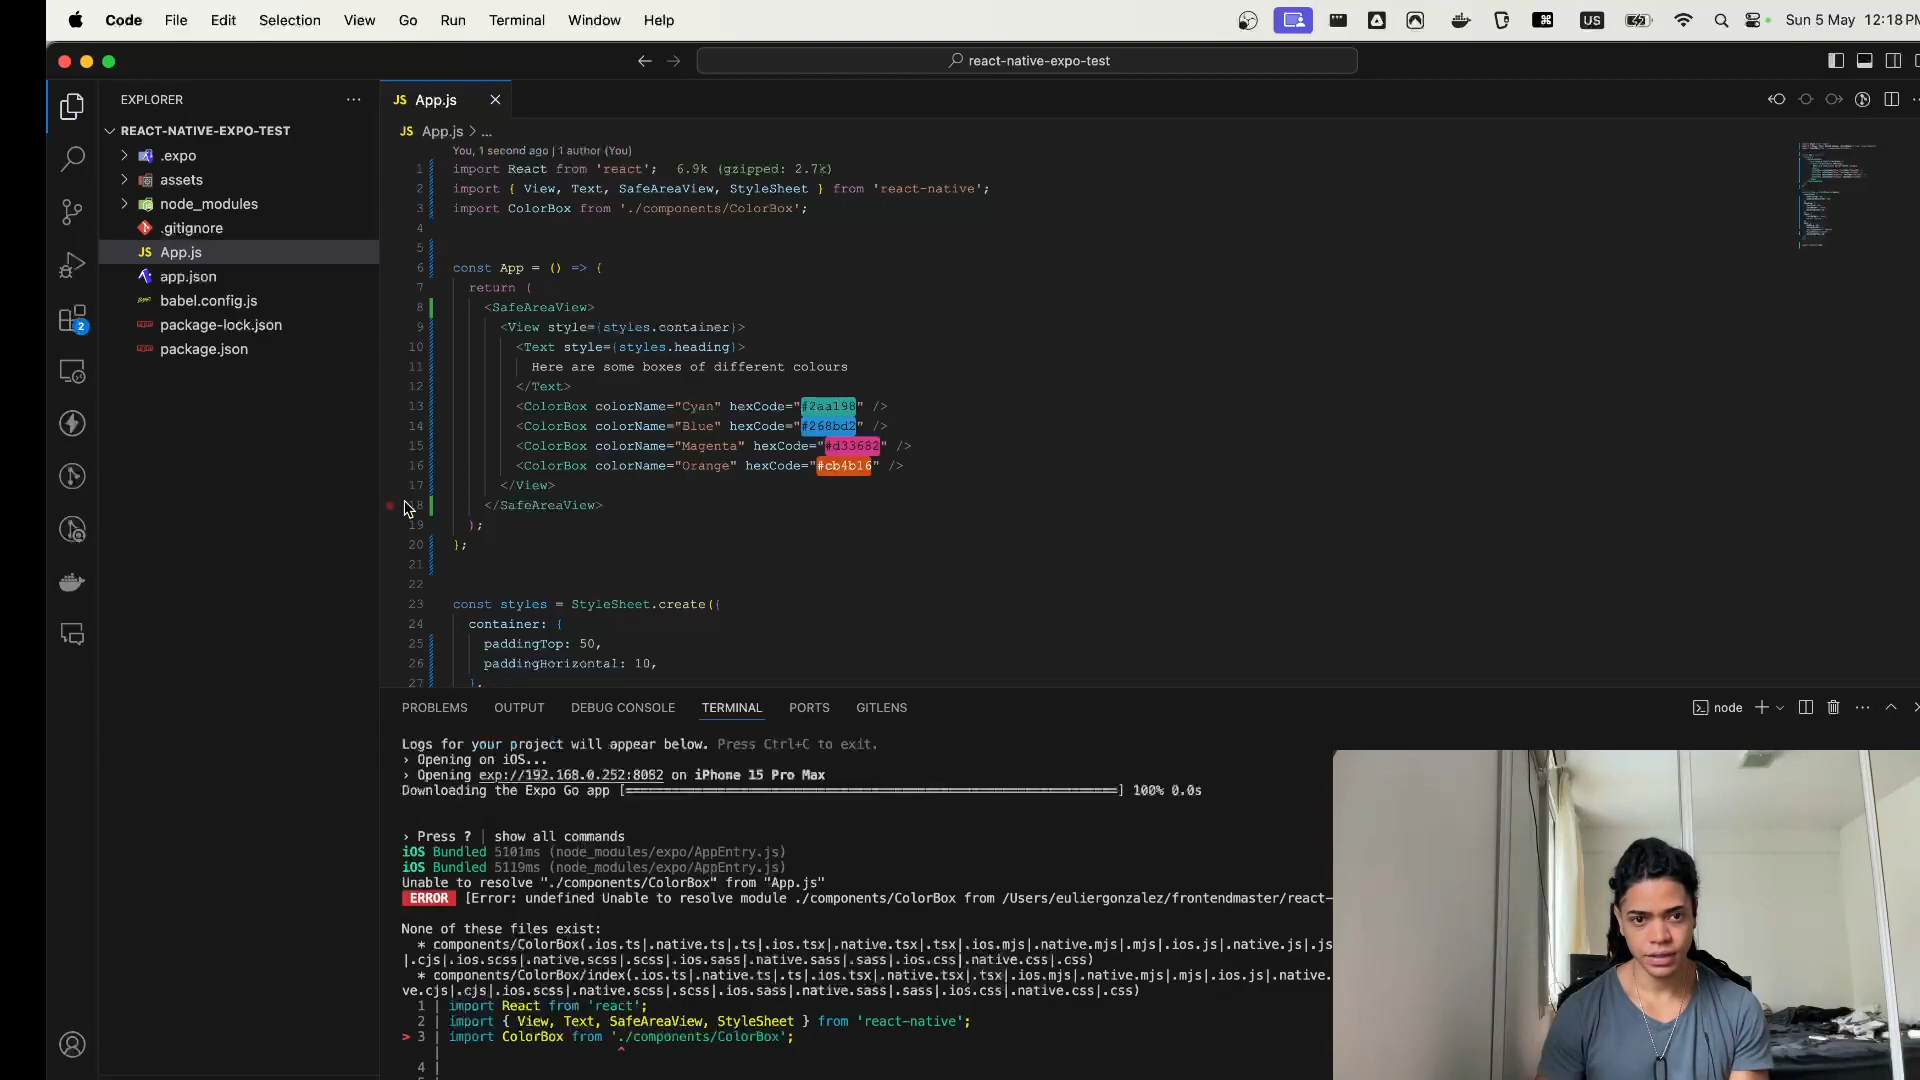 Code File Edit Selection View Go Run Terminal Window Help US Sun 5 May 12:18PM
react-native-expo-test
EXPLORER
REACT-NATIVE-EXPO-TEST
.expo
assets
node_modules
.gitignore
JS App.js
app.json
babel.config.js
package-lock.json
package.json
2
JS App.js
JS App.js > ...
You, 1 second ago | 1 author (You)
1 import React from 'react'; 6.9k (gzipped: 2.7k)
2 import { View, Text, SafeAreaView, StyleSheet } from 'react-native';
3 import ColorBox from './components/ColorBox';
4
5
6 const App = () => {
7 return (
8 <SafeAreaView>
9 <View style={styles.container}>
10 <Text style={styles.heading}>
11 Here are some boxes of different colours
12 </Text>
13 <ColorBox colorName="Cyan" hexCode="#2aa198" />
14 <ColorBox colorName="Blue" hexCode="#268bd2" />
15 <ColorBox colorName="Magenta" hexCode="#d33682" />
16 <ColorBox colorName="Orange" hexCode="#cb4b16" />
17 </View>
18 </SafeAreaView>
19 );
20 };
21
22
23 const styles = StyleSheet.create({
24 container: {
25 paddingTop: 50,
26 paddingHorizontal: 10,
27 },
PROBLEMS OUTPUT DEBUG CONSOLE TERMINAL PORTS GITLENS node
Logs for your project will appear below. Press Ctrl+C to exit.
› Opening on iOS...
› Opening exp://192.168.0.252:8082 on iPhone 15 Pro Max
Downloading the Expo Go app [================================================================] 100% 0.0s
› Press ? │ show all commands
iOS Bundled 5101ms (node_modules/expo/AppEntry.js)
iOS Bundled 5119ms (node_modules/expo/AppEntry.js)
Unable to resolve "./components/ColorBox" from "App.js"
ERROR [Error: undefined Unable to resolve module ./components/ColorBox from /Users/euliergonzalez/frontendmaster/react-
None of these files exist:
* components/ColorBox(.ios.ts|.native.ts|.ts|.ios.tsx|.native.tsx|.tsx|.ios.mjs|.native.mjs|.mjs|.ios.js|.native.js|.js
|.cjs|.ios.scss|.native.scss|.scss|.ios.sass|.native.sass|.sass|.ios.css|.native.css|.css)
* components/ColorBox/index(.ios.ts|.native.ts|.ts|.ios.tsx|.native.tsx|.tsx|.ios.mjs|.native.mjs|.mjs|.ios.js|.native.
ve.cjs|.cjs|.ios.scss|.native.scss|.scss|.ios.sass|.native.sass|.sass|.ios.css|.native.css|.css)
1 | import React from 'react';
2 | import { View, Text, SafeAreaView, StyleSheet } from 'react-native';
> 3 | import ColorBox from './components/ColorBox';
| ^
4 |